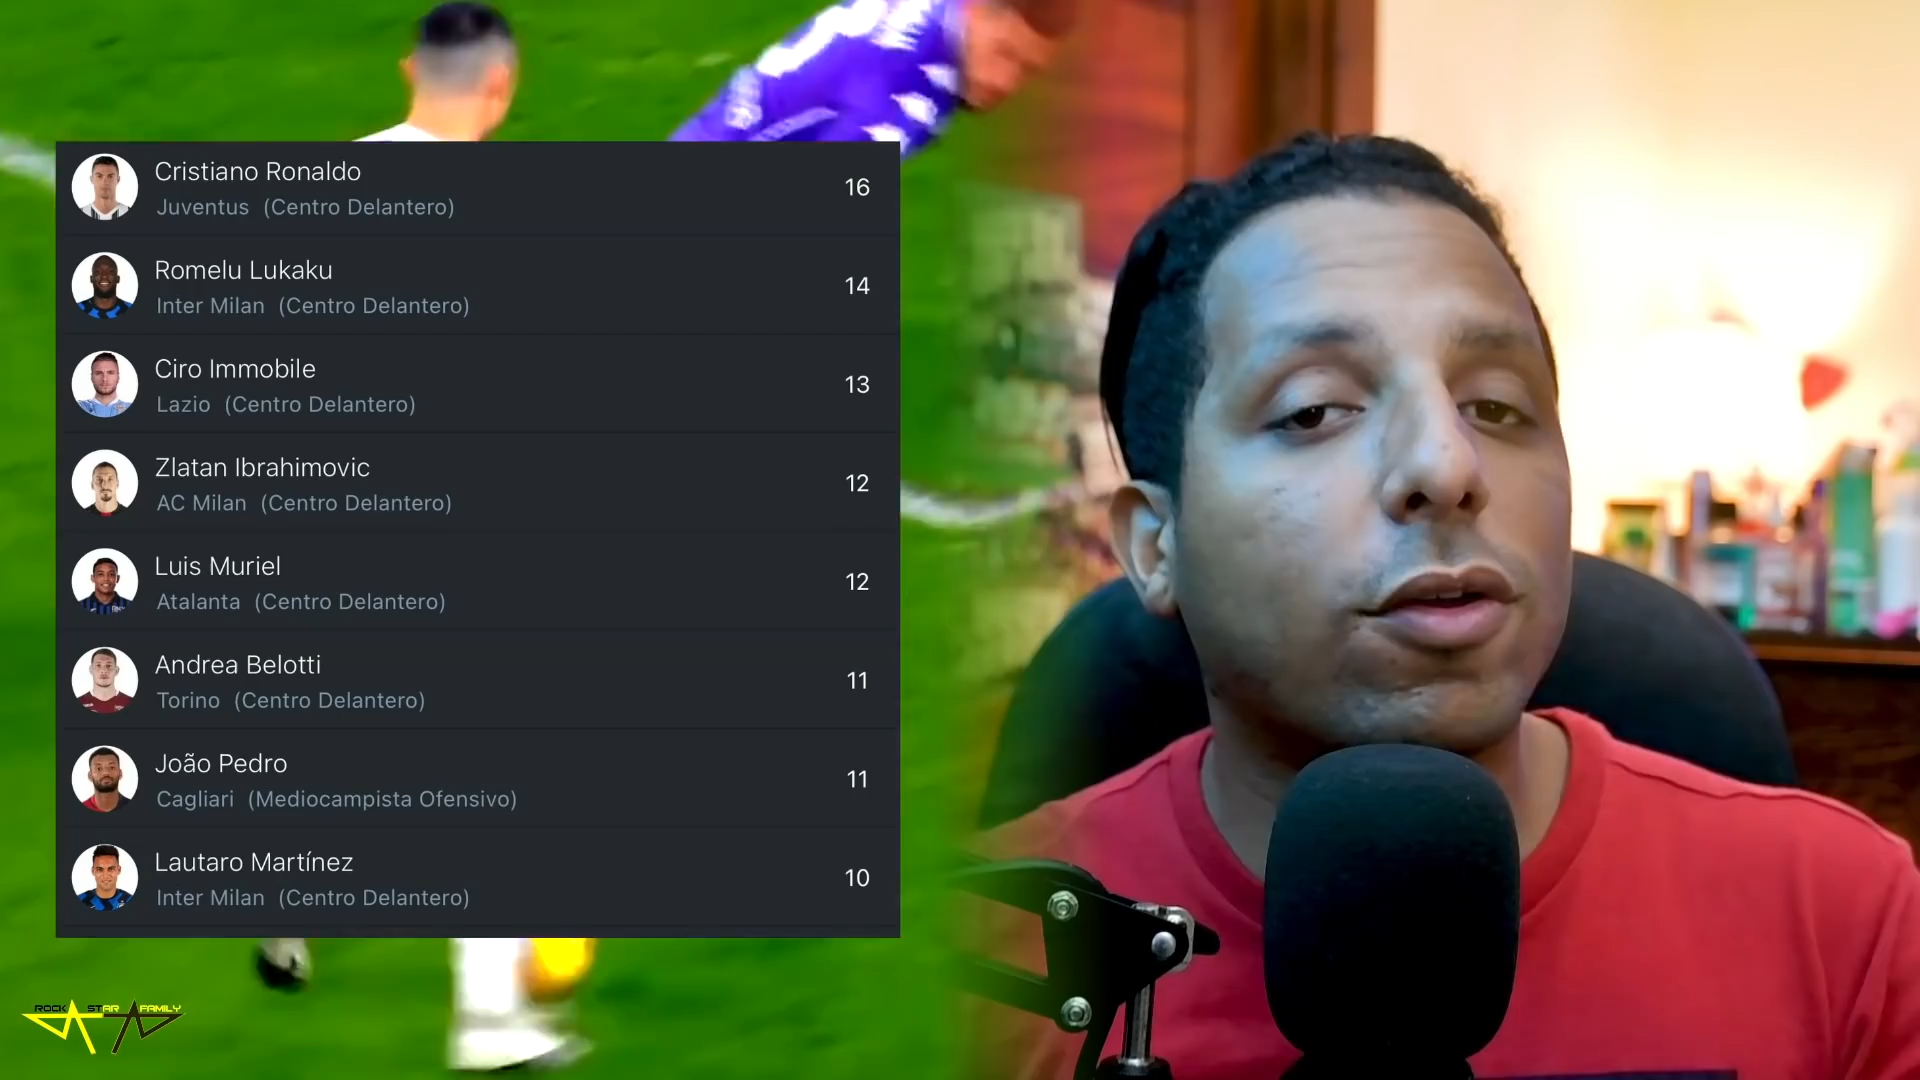 Cristiano Ronaldo
Juventus (Centro Delantero)
16
Romelu Lukaku
Inter Milan (Centro Delantero)
14
Ciro Immobile
Lazio (Centro Delantero)
13
Zlatan Ibrahimovic
AC Milan (Centro Delantero)
12
Luis Muriel
Atalanta (Centro Delantero)
12
Andrea Belotti
Torino (Centro Delantero)
11
João Pedro
Cagliari (Mediocampista Ofensivo)
11
Lautaro Martínez
Inter Milan (Centro Delantero)
10
ROCK STAR FAMILY